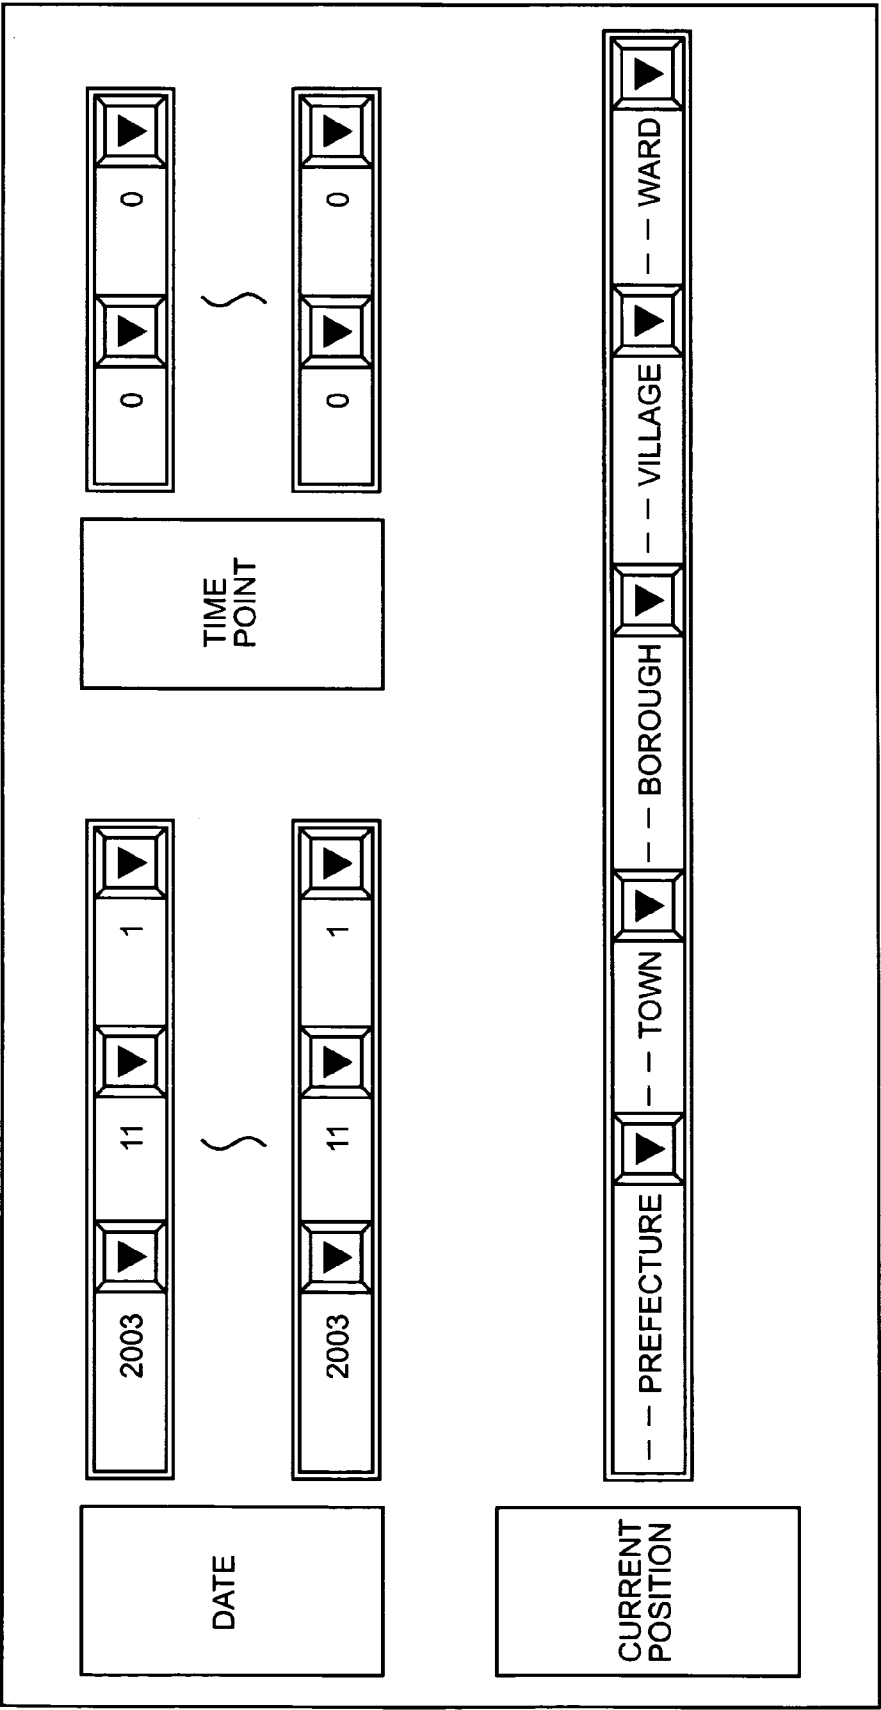 DATE
2003 ▼ 11 ▼ 1 ▼
~
2003 ▼ 11 ▼ 1 ▼
TIME
POINT
0 ▼ 0 ▼
~
0 ▼ 0 ▼
CURRENT
POSITION
– – PREFECTURE ▼ – – TOWN ▼ – – BOROUGH ▼ – – VILLAGE ▼ – – WARD ▼